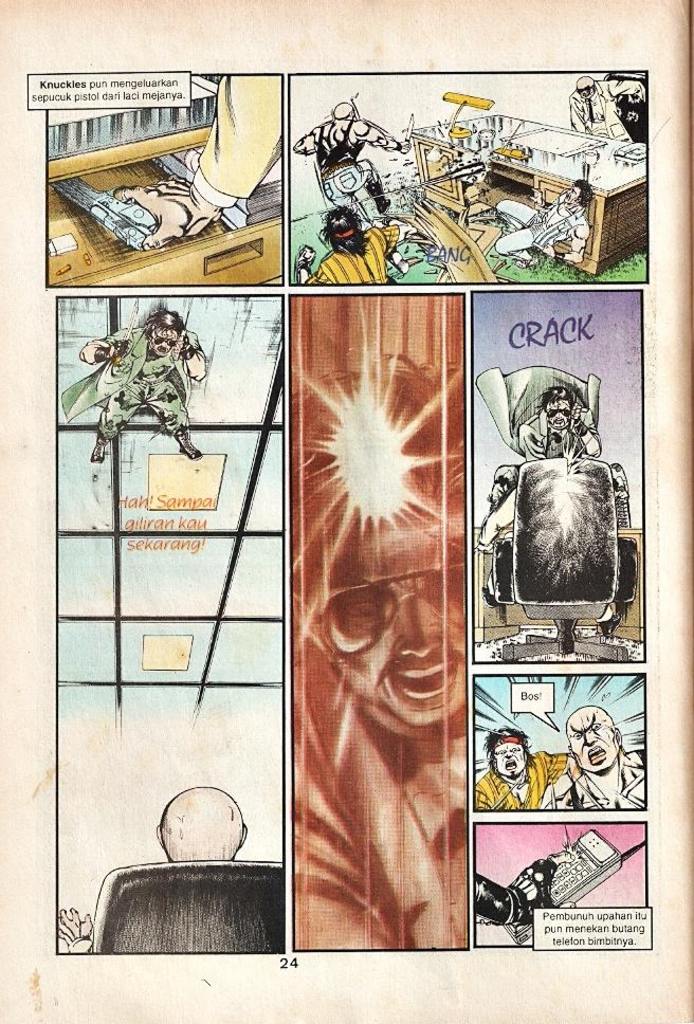 Knuckles pun mengeluarkan
sepucuk pistol dari laci mejanya.
BANG
Hah! Sampai
giliran kau
sekarang!
CRACK
Bos!
Pembunuh upahan itu
pun menekan butang
telefon bimbitnya.
24